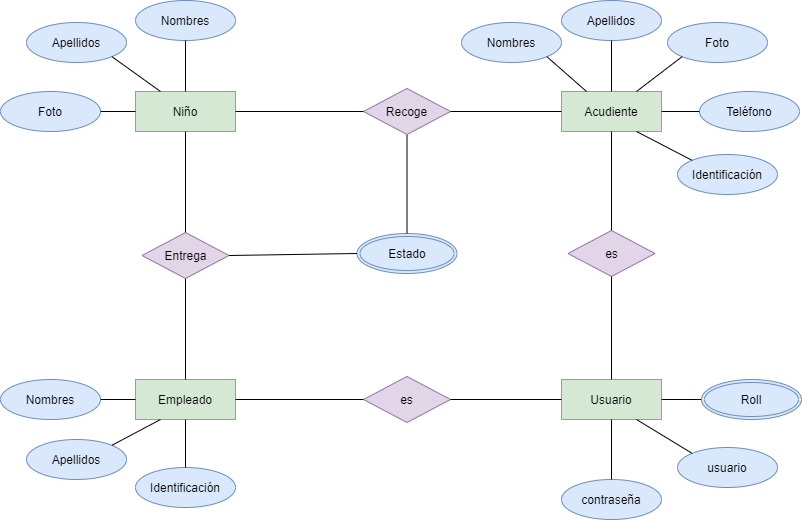 Nombres
Apellidos
Apellidos
Nombres
Foto
Foto
Niño
Recoge
Acudiente
Teléfono
Identificación
Entrega
Estado
es
Nombres
Empleado
es
Usuario
Roll
Apellidos
usuario
Identificación
contraseña